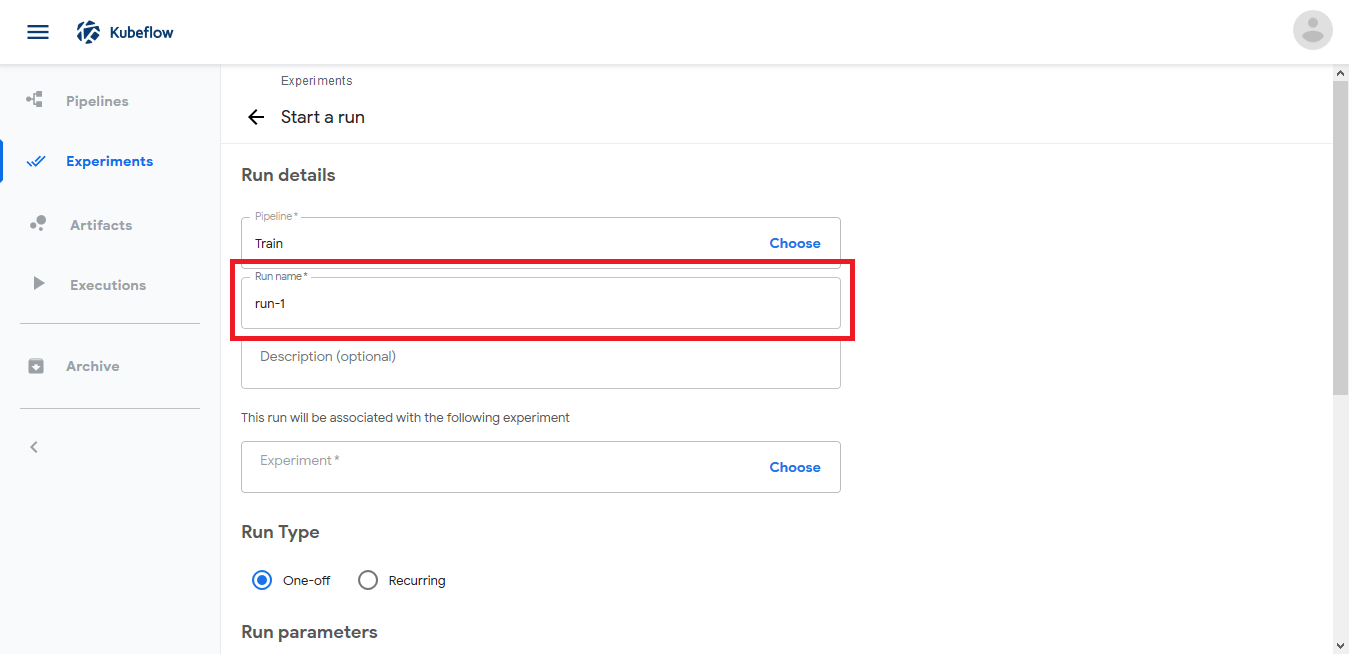 Kubeflow
Pipelines
Experiments
Artifacts
Executions
Archive
Experiments
Start a run
Run details
Pipeline*
Train
Choose
Run name*
run-1
Description (optional)
This run will be associated with the following experiment
Experiment*
Choose
Run Type
One-off Recurring
Run parameters